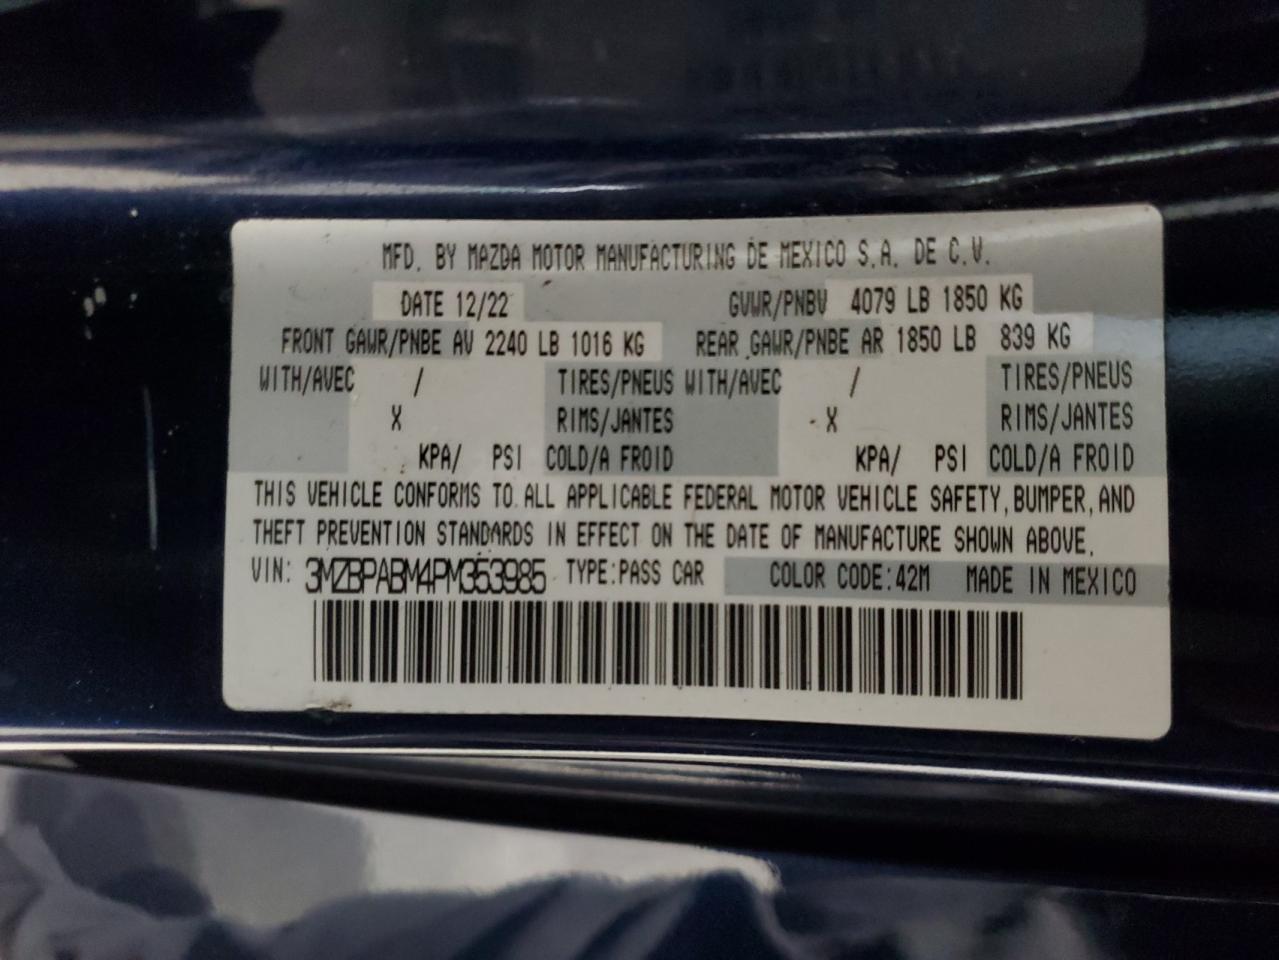 MFD. BY MAZDA MOTOR MANUFACTURING DE MEXICO S.A. DE C.V.
DATE 12/22 GVWR/PNBV 4079 LB 1850 KG
FRONT GAWR/PNBE AV 2240 LB 1016 KG REAR GAWR/PNBE AR 1850 LB 839 KG
WITH/AVEC / TIRES/PNEUS WITH/AVEC / TIRES/PNEUS
X RIMS/JANTES X RIMS/JANTES
KPA/ PSI COLD/A FROID KPA/ PSI COLD/A FROID
THIS VEHICLE CONFORMS TO ALL APPLICABLE FEDERAL MOTOR VEHICLE SAFETY, BUMPER, AND
THEFT PREVENTION STANDARDS IN EFFECT ON THE DATE OF MANUFACTURE SHOWN ABOVE.
VIN: 3MZBPABM4PM353985 TYPE:PASS CAR COLOR CODE:42M MADE IN MEXICO